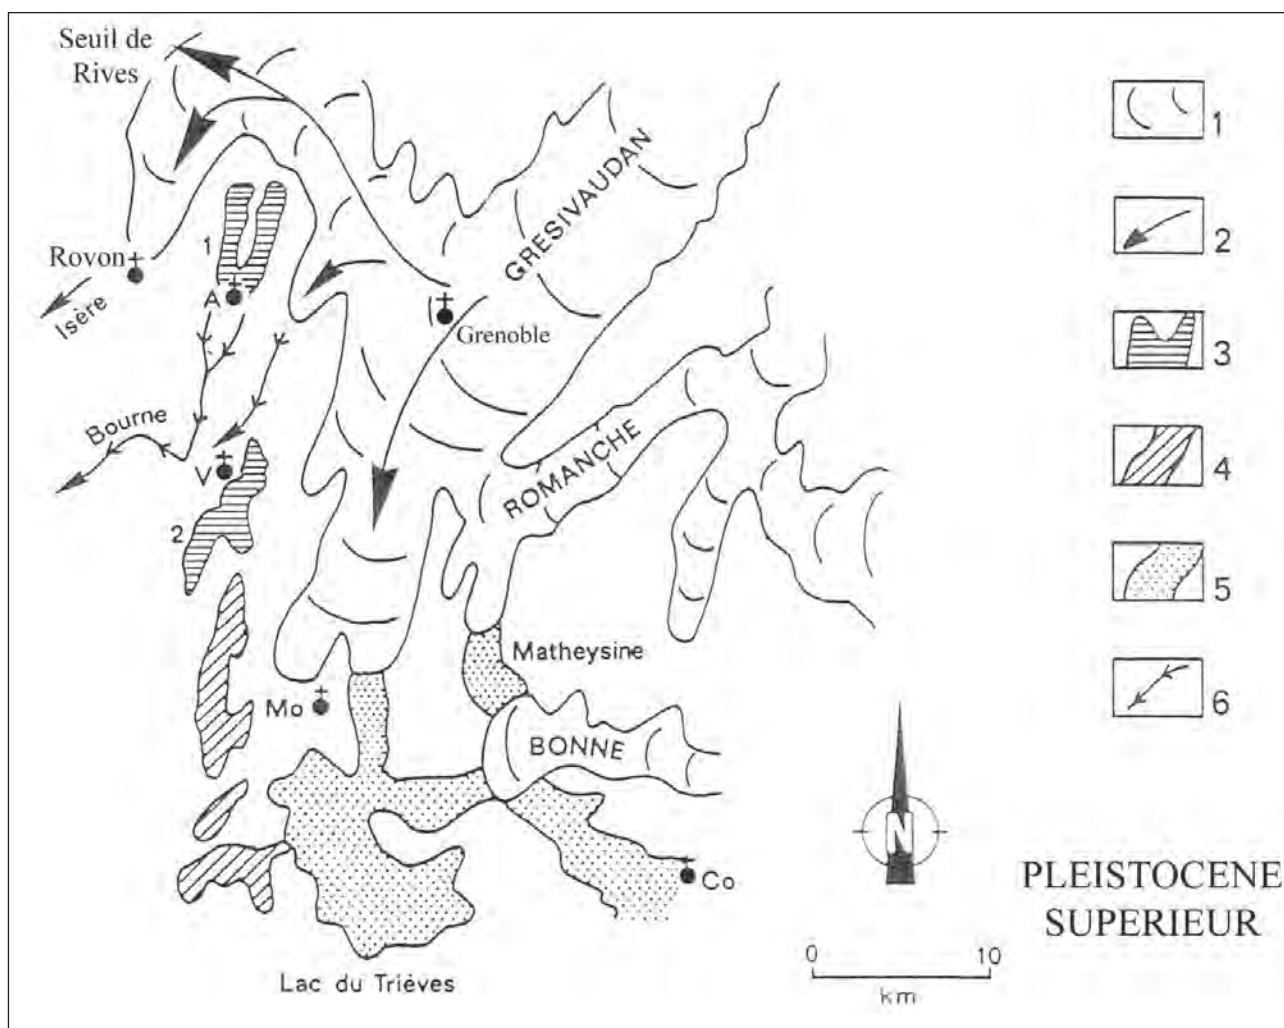 Seuil de
Rives
GRESIVAUDAN
1
2
3
4
5
6
Rovon
Isère
1
A
Grenoble
Bourne
V
2
ROMANCHE
Matheysine
Mo
BONNE
Co
Lac du Trièves
N
0 10
km
PLEISTOCENE
SUPERIEUR